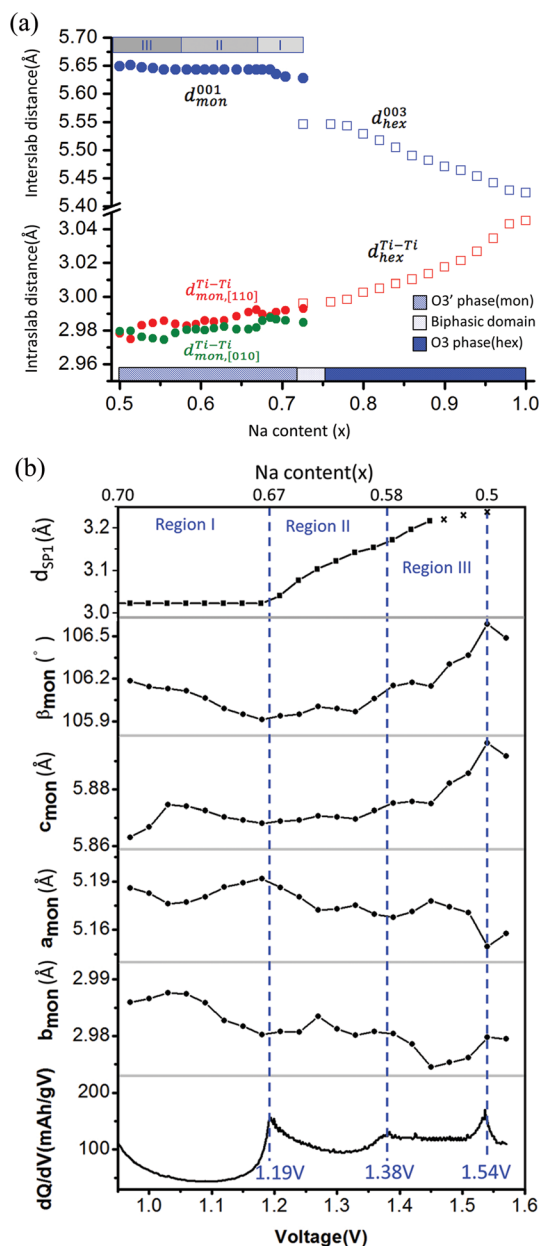 (a)
5.70
5.65
5.60
5.55
5.50
5.45
5.40
3.04
3.02
3.00
2.98
2.96
Interslab distance(Å)
Intraslab distance(Å)
III II I
d_mon^001
d_hex^003
d_hex^Ti−Ti
d_mon,[110]^Ti−Ti
d_mon,[010]^Ti−Ti
O3' phase(mon)
Biphasic domain
O3 phase(hex)
0.5 0.6 0.7 0.8 0.9 1.0
Na content (x)
(b)
Na content(x)
0.70 0.67 0.58 0.5
Region I
Region II
Region III
3.2
3.1
3.0
d_SP1(Å)
106.5
106.2
105.9
β_mon(°)
5.88
5.86
c_mon(Å)
5.19
5.16
a_mon(Å)
2.99
2.98
b_mon(Å)
200
100
dQ/dV(mAh/gV)
1.19V
1.38V
1.54V
1.0 1.1 1.2 1.3 1.4 1.5 1.6
Voltage(V)